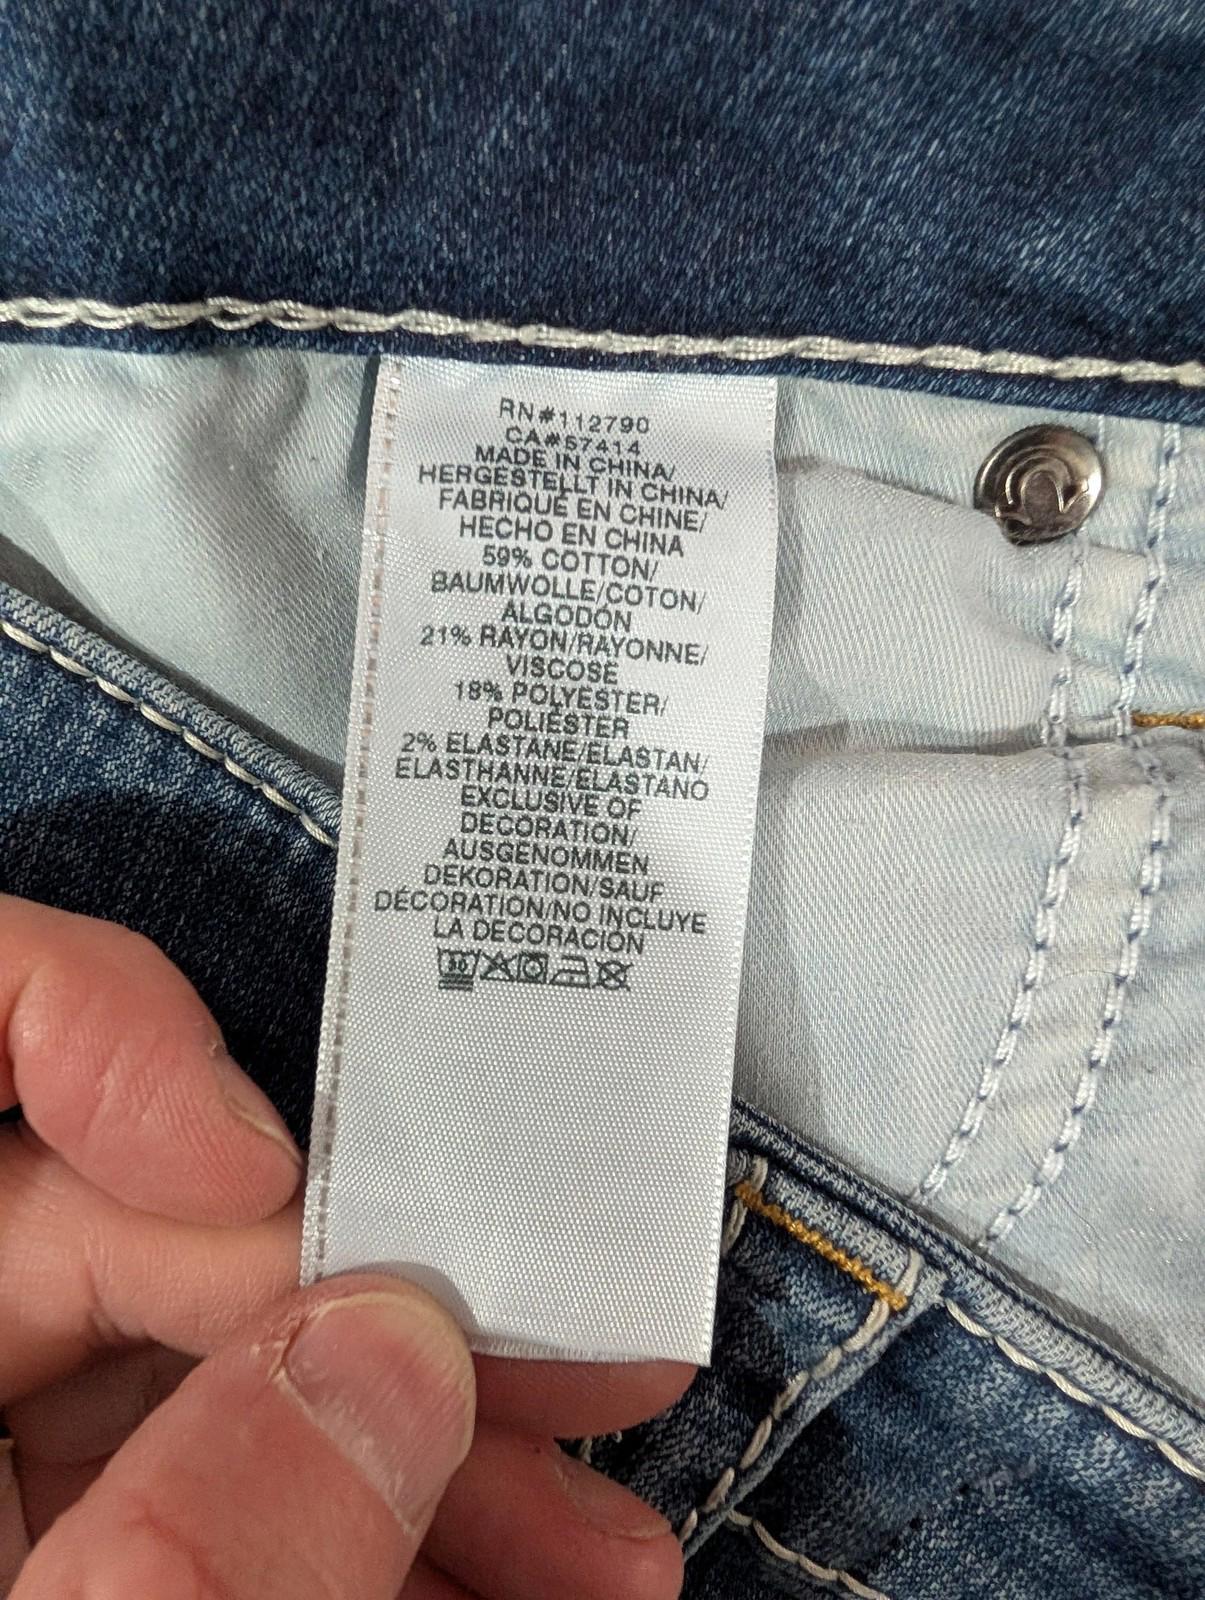 RN#112790
CA#57414
MADE IN CHINA/
HERGESTELLT IN CHINA/
FABRIQUÉ EN CHINE/
HECHO EN CHINA
59% COTTON/
BAUMWOLLE/COTON/
ALGODÓN
21% RAYON/RAYONNE/
VISCOSE
18% POLYESTER/
POLIÉSTER
2% ELASTANE/ELASTAN/
ÉLASTHANNE/ELASTANO
EXCLUSIVE OF
DECORATION/
AUSGENOMMEN
DEKORATION/SAUF
DÉCORATION/NO INCLUYE
LA DECORACIÓN
30